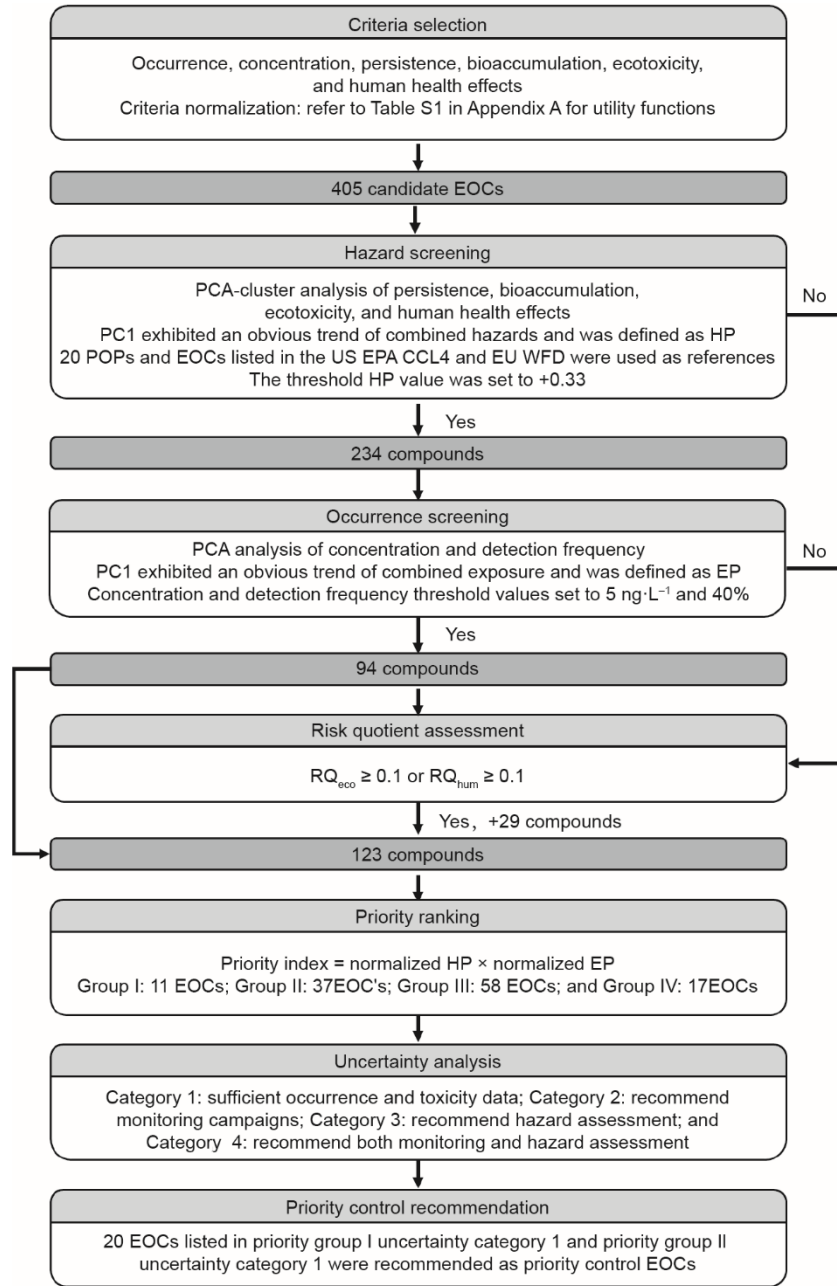 Criteria selection
Occurrence, concentration, persistence, bioaccumulation, ecotoxicity,
and human health effects
Criteria normalization: refer to Table S1 in Appendix A for utility functions
405 candidate EOCs
Hazard screening
PCA-cluster analysis of persistence, bioaccumulation,
ecotoxicity, and human health effects
PC1 exhibited an obvious trend of combined hazards and was defined as HP
20 POPs and EOCs listed in the US EPA CCL4 and EU WFD were used as references
The threshold HP value was set to +0.33
No
Yes
234 compounds
Occurrence screening
PCA analysis of concentration and detection frequency
PC1 exhibited an obvious trend of combined exposure and was defined as EP
Concentration and detection frequency threshold values set to 5 ng·L⁻¹ and 40%
No
Yes
94 compounds
Risk quotient assessment
RQeco ≥ 0.1 or RQhum ≥ 0.1
Yes, +29 compounds
123 compounds
Priority ranking
Priority index = normalized HP × normalized EP
Group I: 11 EOCs; Group II: 37EOC's; Group III: 58 EOCs; and Group IV: 17EOCs
Uncertainty analysis
Category 1: sufficient occurrence and toxicity data; Category 2: recommend
monitoring campaigns; Category 3: recommend hazard assessment; and
Category 4: recommend both monitoring and hazard assessment
Priority control recommendation
20 EOCs listed in priority group I uncertainty category 1 and priority group II
uncertainty category 1 were recommended as priority control EOCs